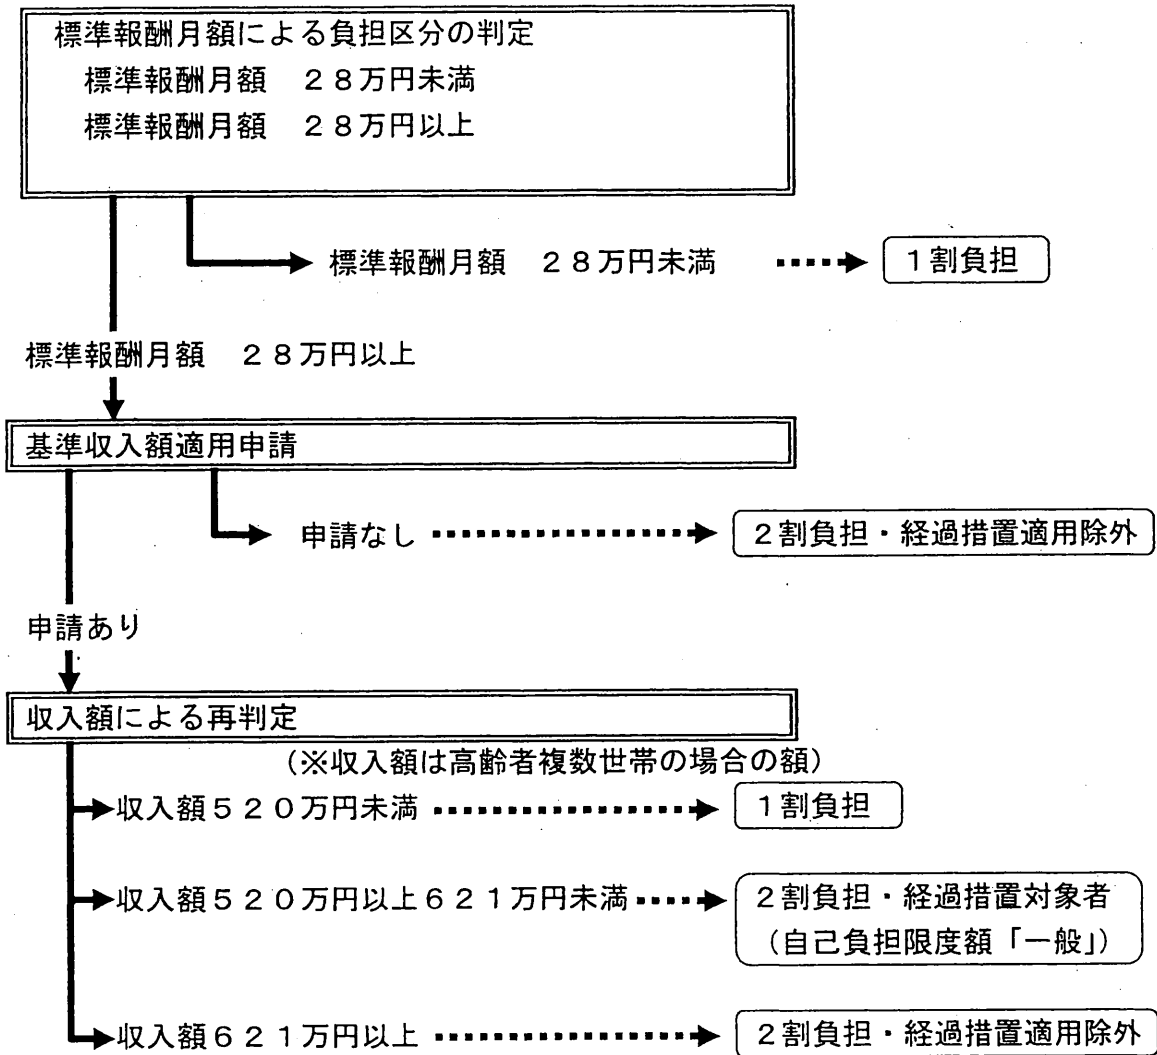 標準報酬月額による負担区分の判定
標準報酬月額　２８万円未満
標準報酬月額　２８万円以上
標準報酬月額　２８万円未満
１割負担
標準報酬月額　２８万円以上
基準収入額適用申請
申請なし
２割負担・経過措置適用除外
申請あり
収入額による再判定
（※収入額は高齢者複数世帯の場合の額）
収入額５２０万円未満
１割負担
収入額５２０万円以上６２１万円未満
２割負担・経過措置対象者
（自己負担限度額「一般」）
収入額６２１万円以上
２割負担・経過措置適用除外